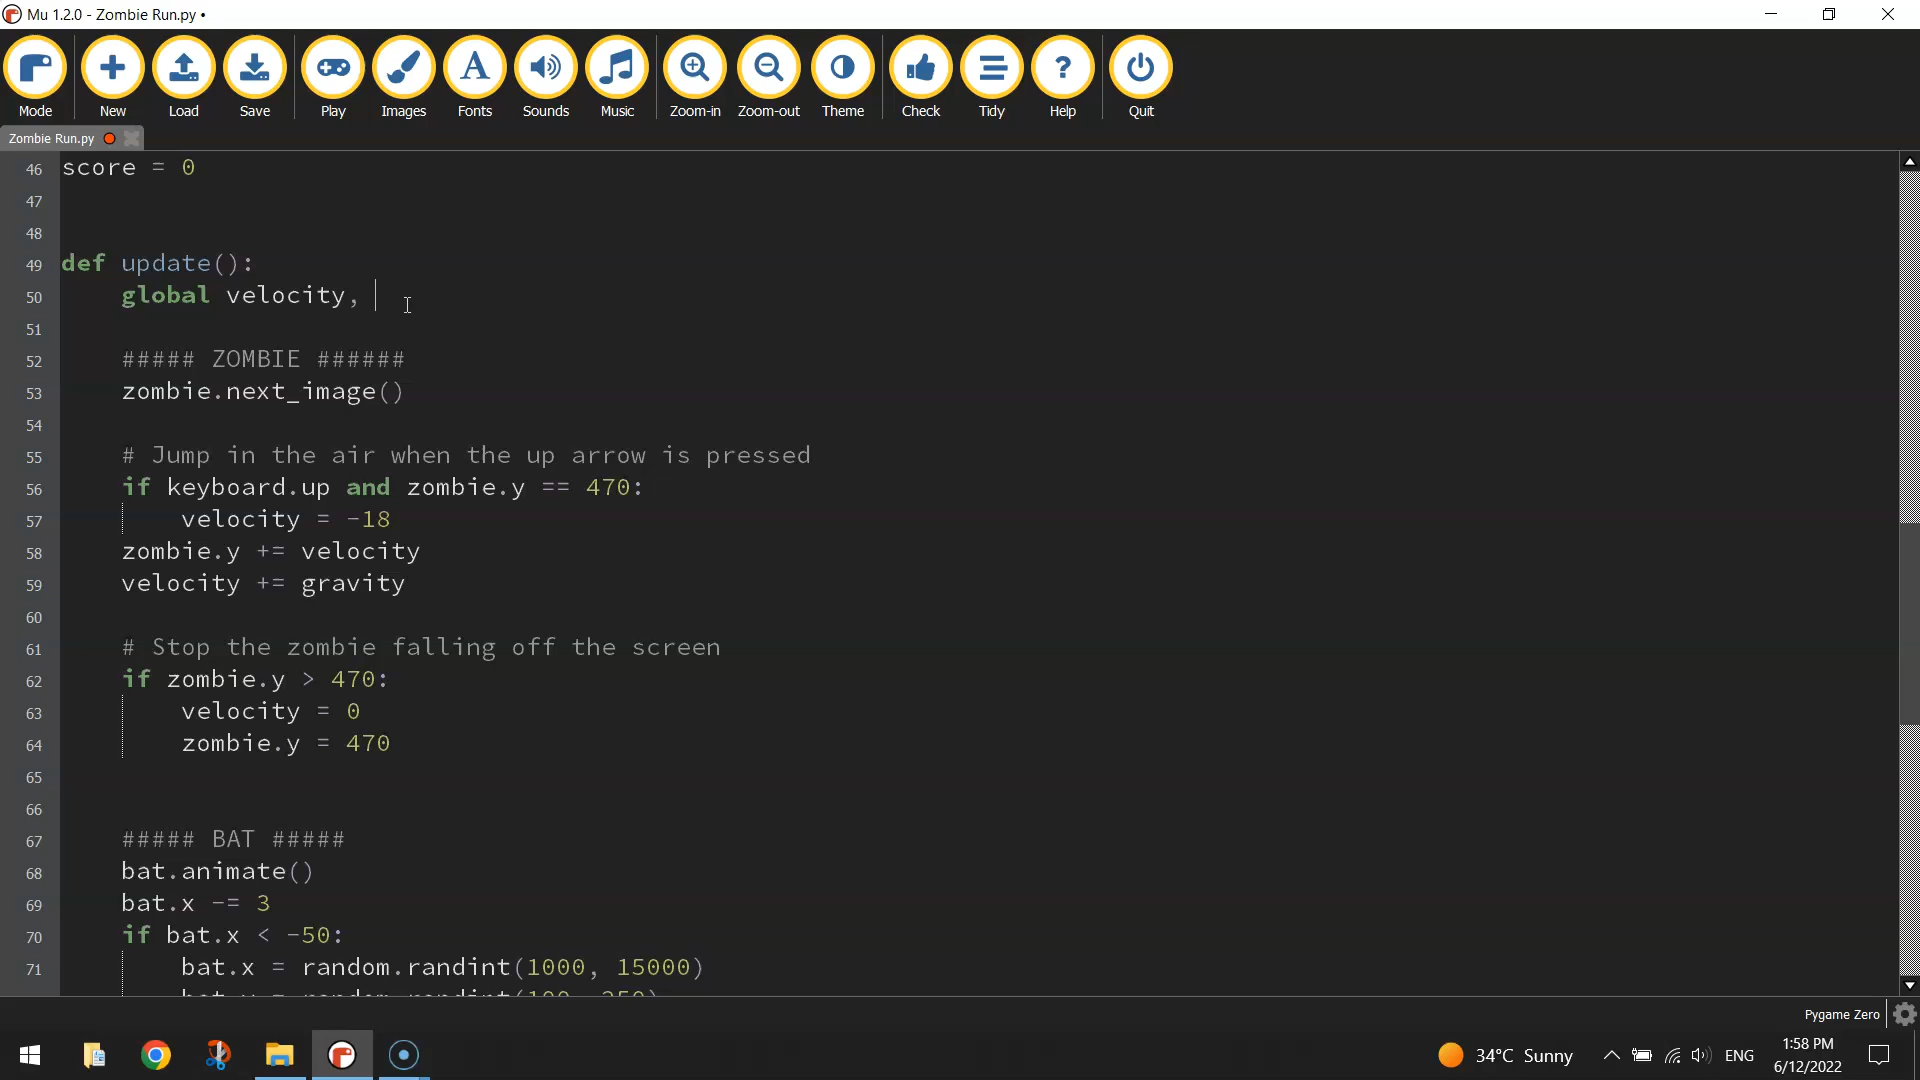 Mu 1.2.0 - Zombie Run.py •
Mode New Load Save Play Images Fonts Sounds Music Zoom-in Zoom-out Theme Check Tidy Help Quit
Zombie Run.py
46 score = 0
47
48
49 def update():
50 global velocity,
51
52 ##### ZOMBIE ######
53 zombie.next_image()
54
55 # Jump in the air when the up arrow is pressed
56 if keyboard.up and zombie.y == 470:
57 velocity = -18
58 zombie.y += velocity
59 velocity += gravity
60
61 # Stop the zombie falling off the screen
62 if zombie.y > 470:
63 velocity = 0
64 zombie.y = 470
65
66
67 ##### BAT #####
68 bat.animate()
69 bat.x -= 3
70 if bat.x < -50:
71 bat.x = random.randint(1000, 15000)
Pygame Zero
34°C Sunny
ENG
1:58 PM
6/12/2022